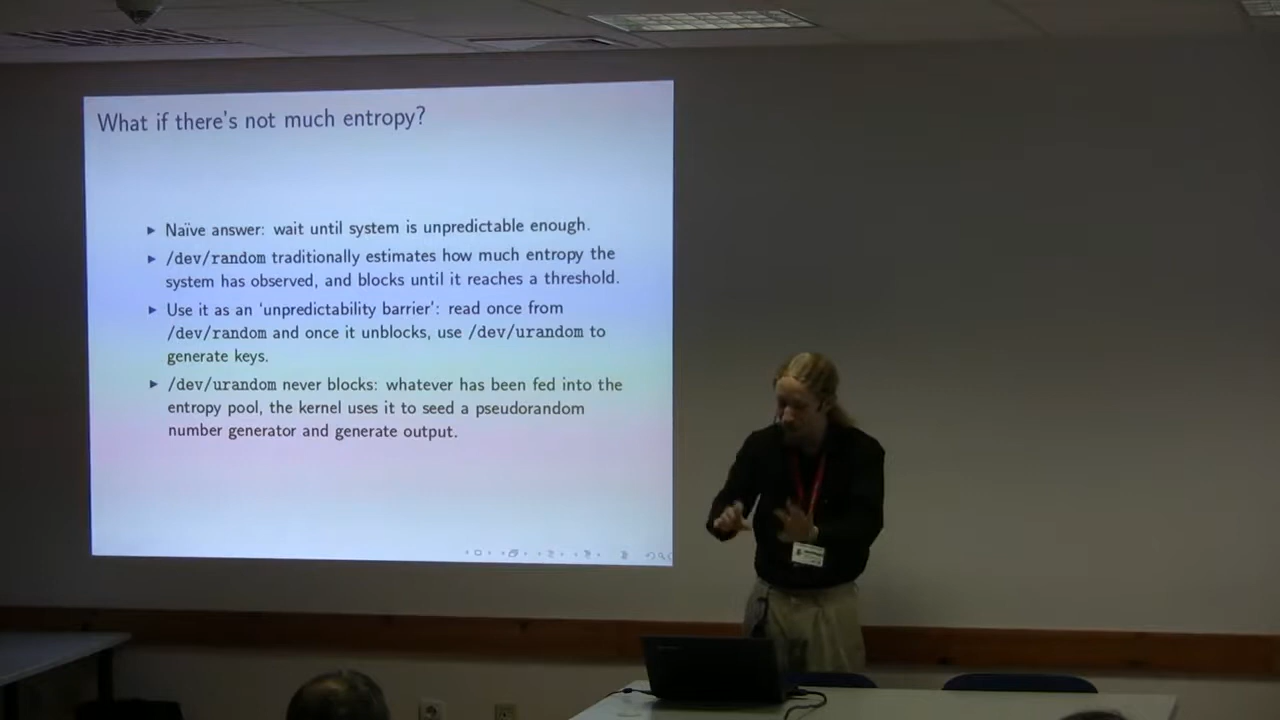 What if there's not much entropy?
▶ Naïve answer: wait until system is unpredictable enough.
▶ /dev/random traditionally estimates how much entropy the
system has observed, and blocks until it reaches a threshold.
▶ Use it as an ‘unpredictability barrier’: read once from
/dev/random and once it unblocks, use /dev/urandom to
generate keys.
▶ /dev/urandom never blocks: whatever has been fed into the
entropy pool, the kernel uses it to seed a pseudorandom
number generator and generate output.